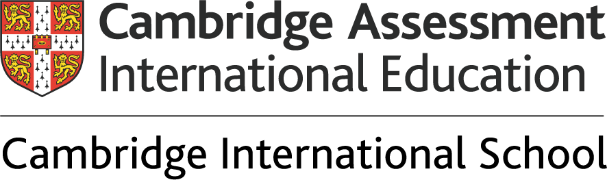 Cambridge Assessment
International Education
Cambridge International School